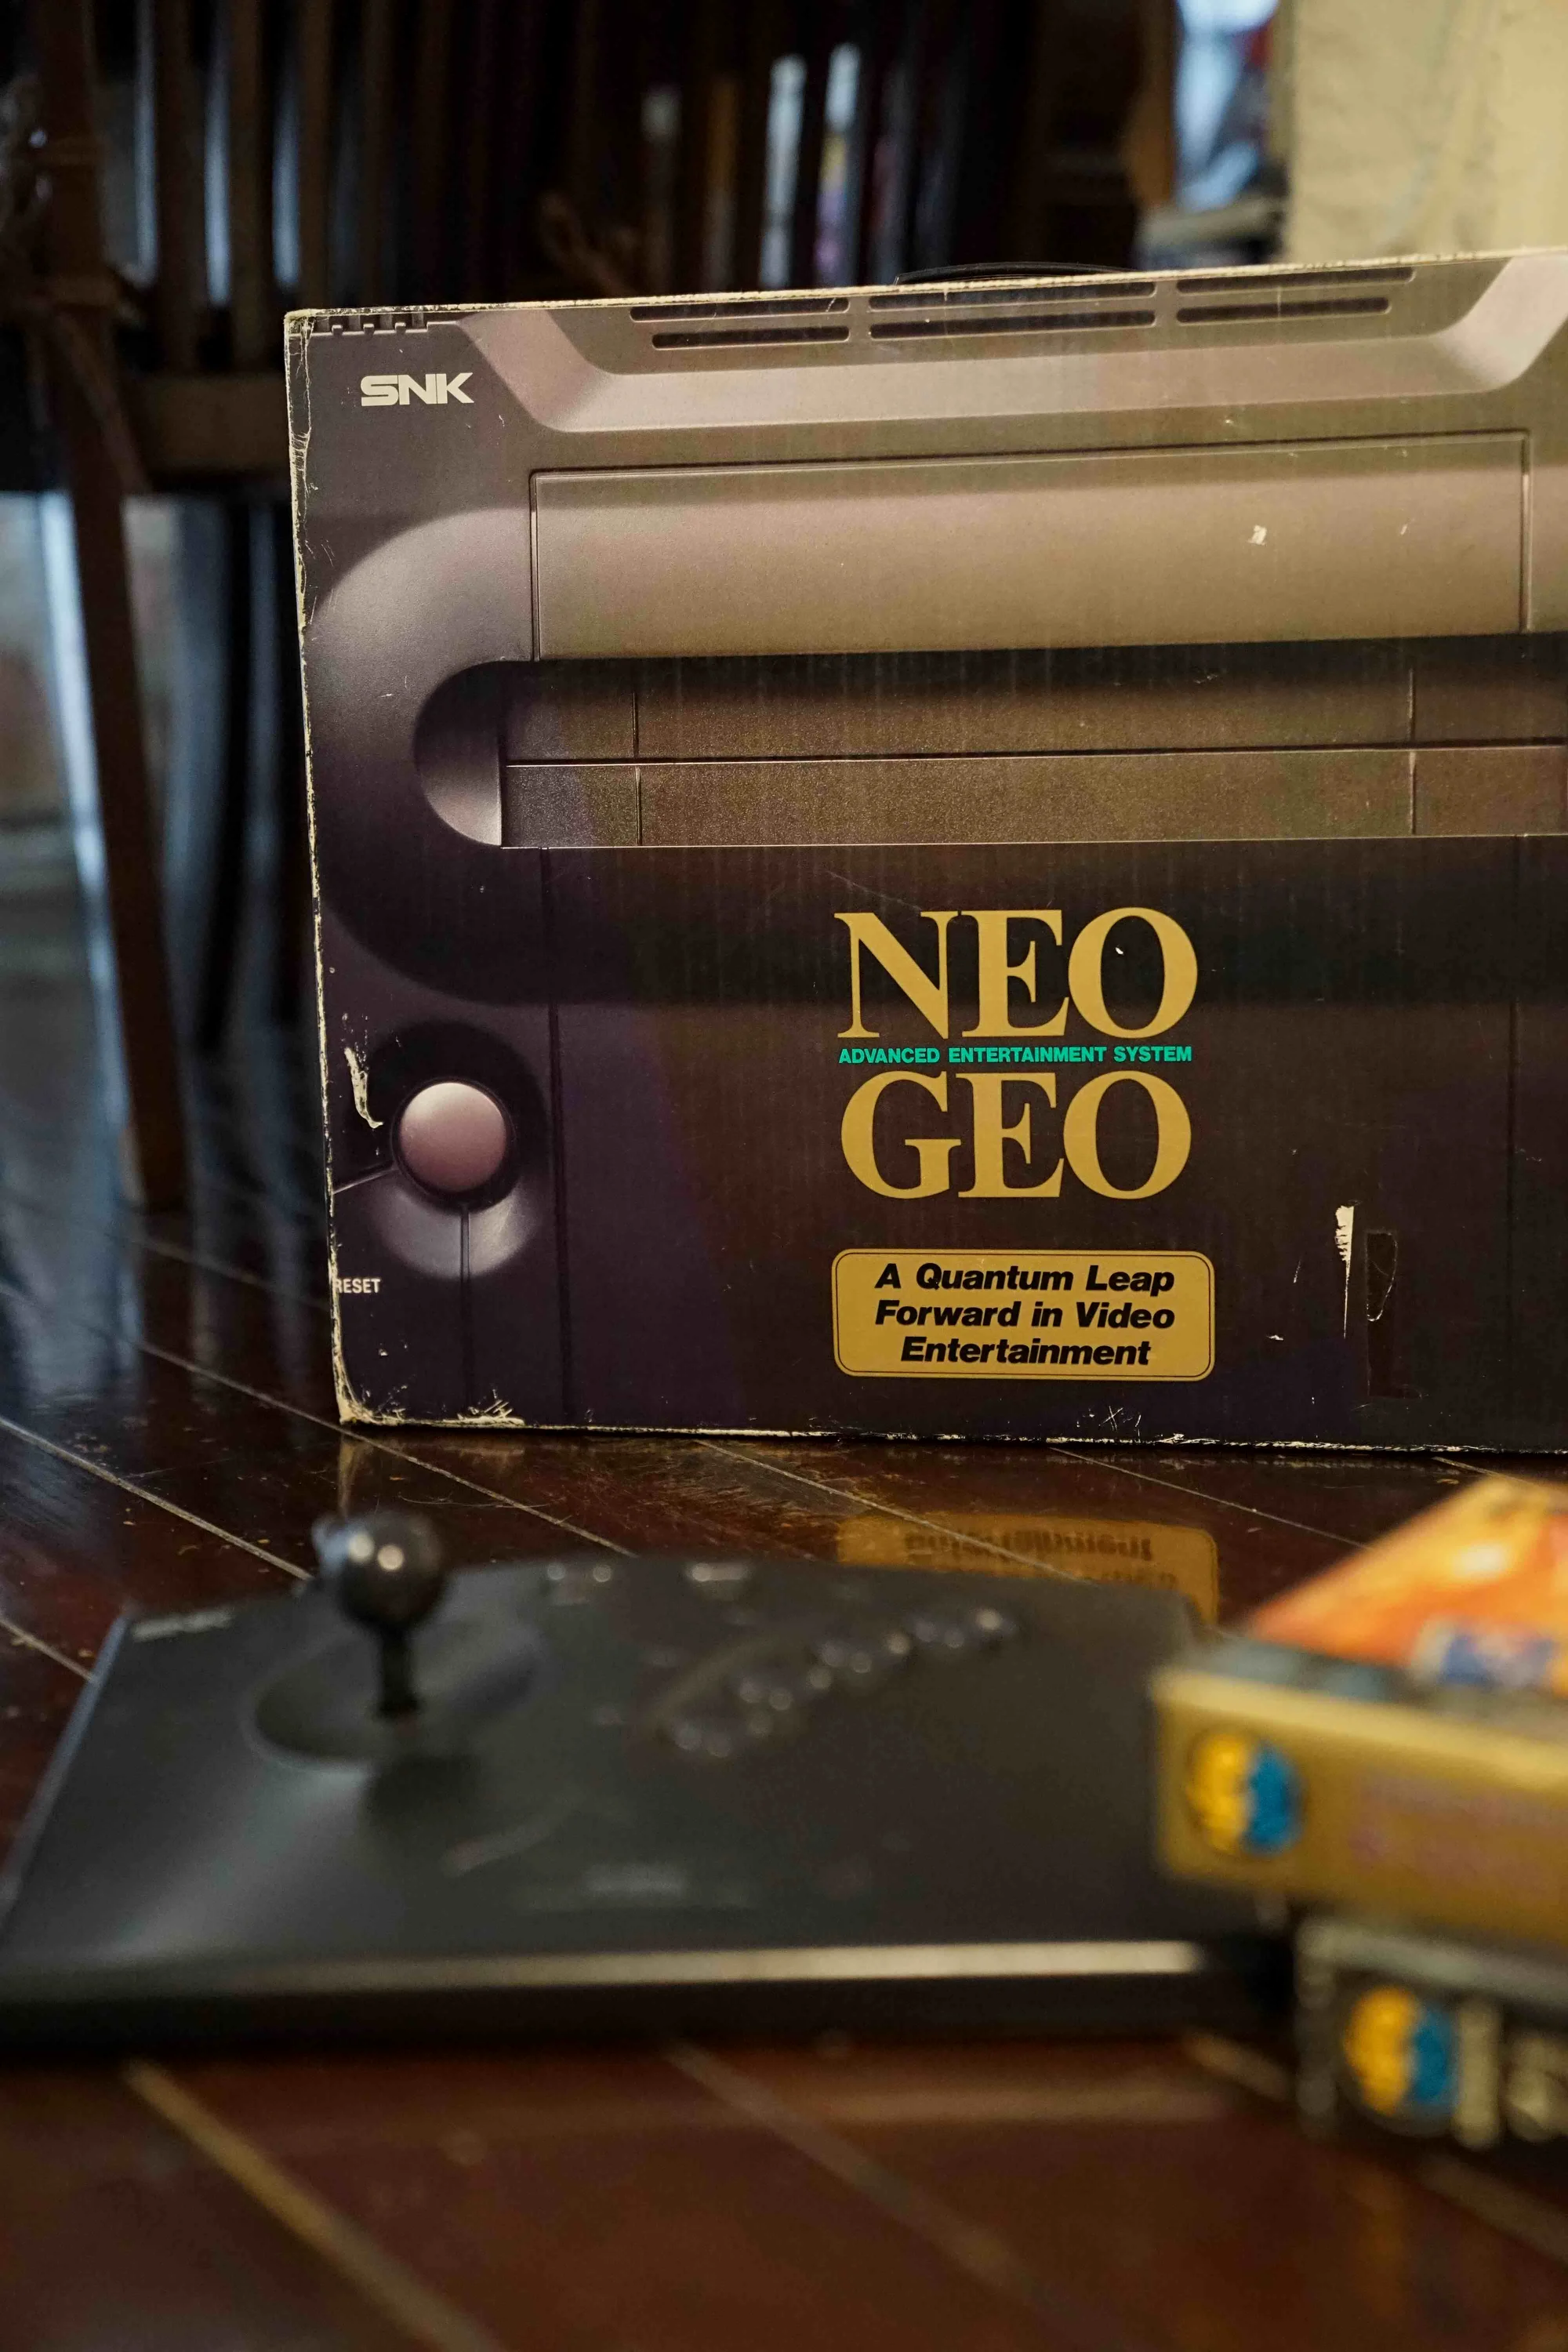 SNK
NEO
ADVANCED ENTERTAINMENT SYSTEM
GEO
RESET
A Quantum Leap
Forward in Video
Entertainment